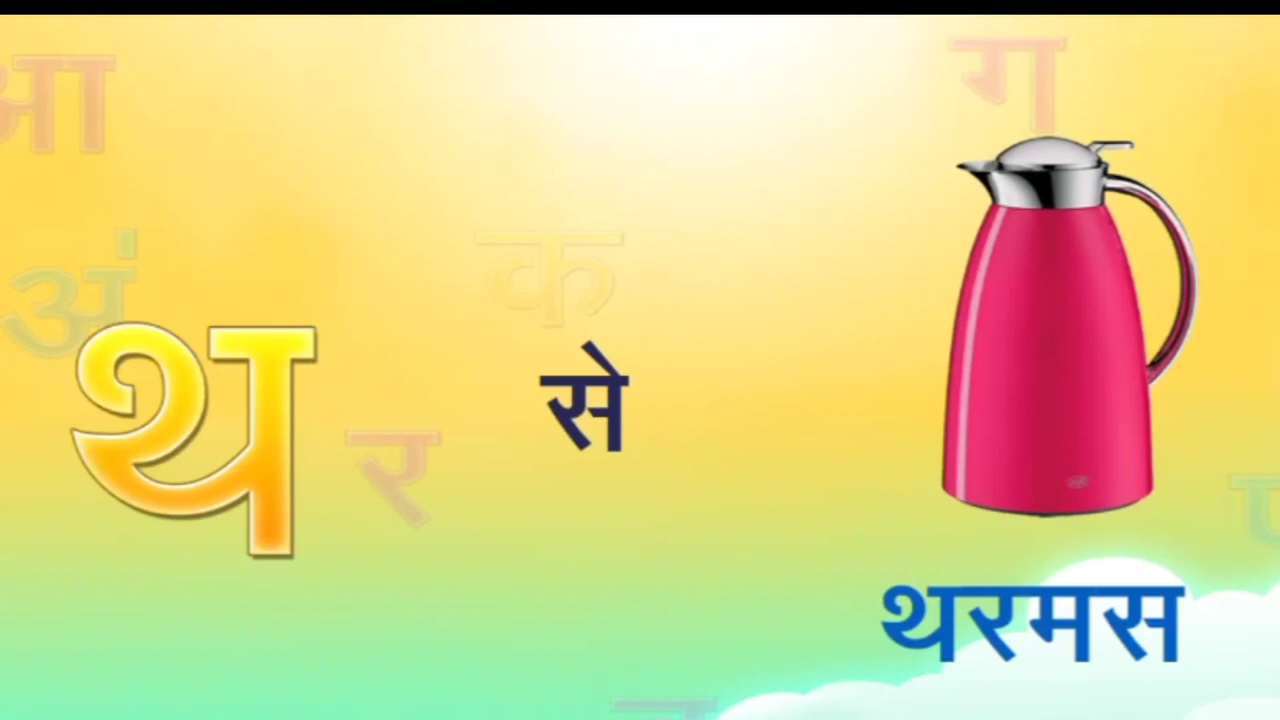 आ
ग
अं
क
थ
र
से
थरमस